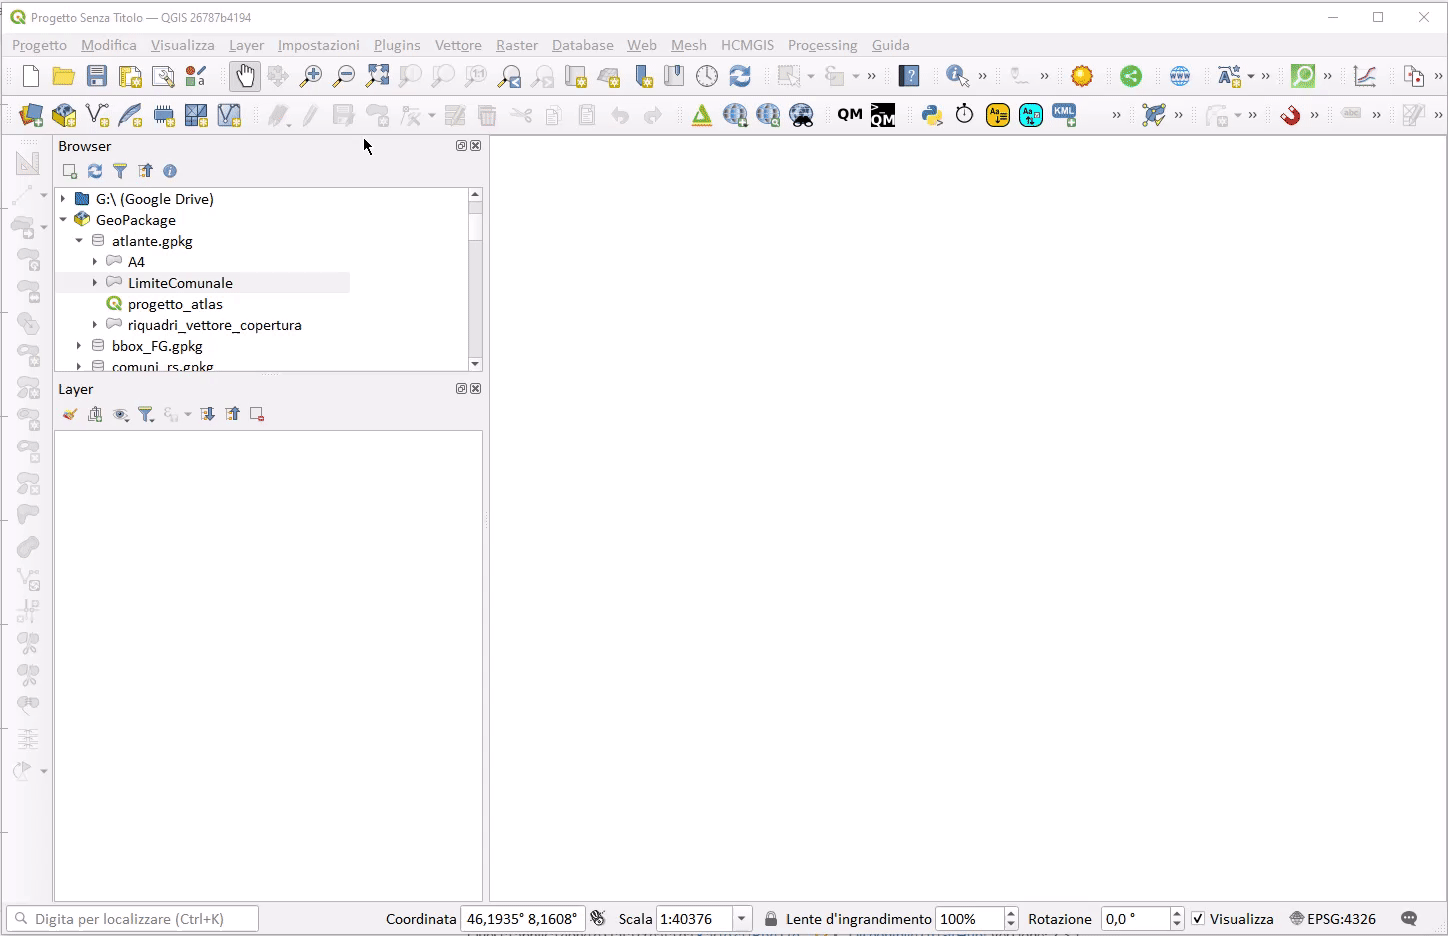 Progetto Senza Titolo — QGIS 26787b4194
Progetto Modifica Visualizza Layer Impostazioni Plugins Vettore Raster Database Web Mesh HCMGIS Processing Guida
QM >_QM KML
Browser
G:\ (Google Drive)
GeoPackage
atlante.gpkg
A4
LimiteComunale
progetto_atlas
riquadri_vettore_copertura
bbox_FG.gpkg
comuni_rs.gpkg
Layer
Digita per localizzare (Ctrl+K) Coordinata 46,1935° 8,1608° Scala 1:40376 Lente d'ingrandimento 100% Rotazione 0,0 ° Visualizza EPSG:4326